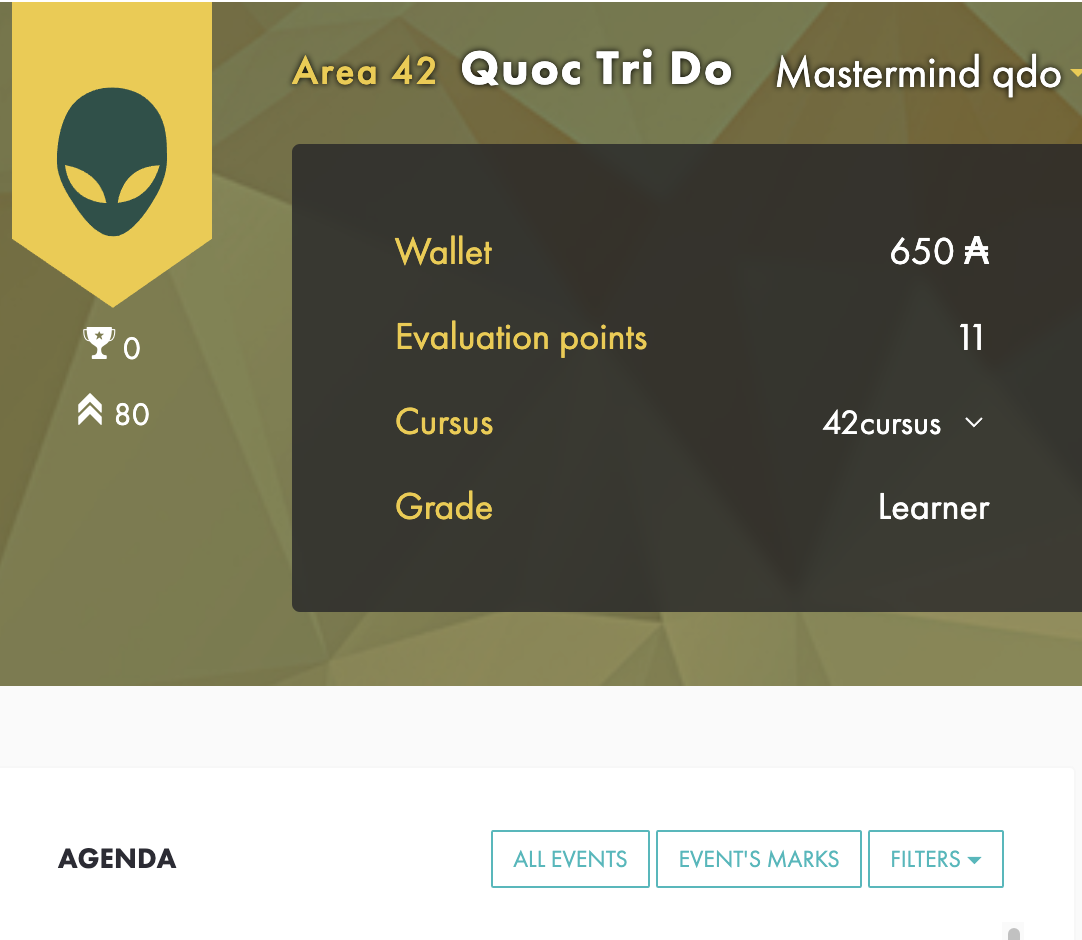 Area 42 Quoc Tri Do Mastermind qdo
Wallet 650 ₳
Evaluation points 11
Cursus 42cursus
Grade Learner
0
80
AGENDA ALL EVENTS EVENT'S MARKS FILTERS